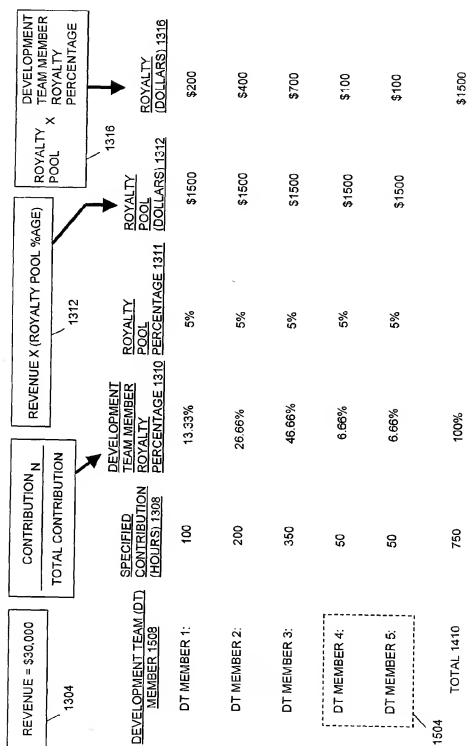 REVENUE = $30,000
1304
CONTRIBUTION N
TOTAL CONTRIBUTION
REVENUE X (ROYALTY POOL %AGE)
1312
ROYALTY POOL X DEVELOPMENT TEAM MEMBER ROYALTY PERCENTAGE
1316
DEVELOPMENT TEAM (DT) MEMBER 1508
SPECIFIED CONTRIBUTION (HOURS) 1308
DEVELOPMENT TEAM MEMBER ROYALTY PERCENTAGE 1310
ROYALTY POOL PERCENTAGE 1311
ROYALTY POOL (DOLLARS) 1312
ROYALTY (DOLLARS) 1316
DT MEMBER 1: 100 13.33% 5% $1500 $200
DT MEMBER 2: 200 26.66% 5% $1500 $400
DT MEMBER 3: 350 46.66% 5% $1500 $700
DT MEMBER 4: 50 6.66% 5% $1500 $100
DT MEMBER 5: 50 6.66% 5% $1500 $100
1504
TOTAL 1410 750 100% $1500